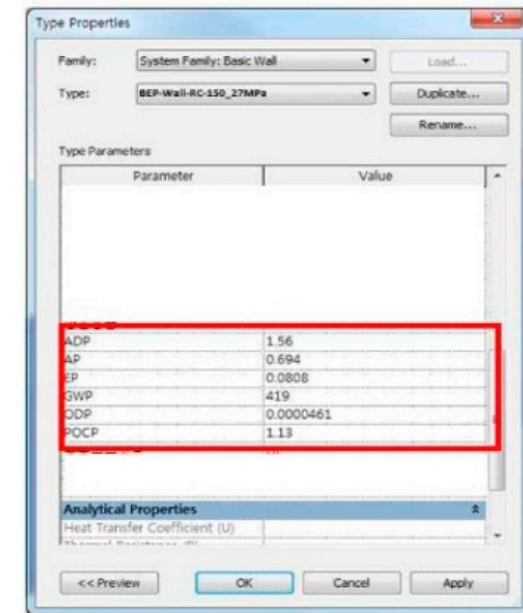 Type Properties
Family: System Family: Basic Wall Load...
Type: BEP-Wall-RC-150_27MPa Duplicate...
Rename...
Type Parameters
Parameter Value
ADP 1.56
AP 0.694
EP 0.0808
GWP 419
ODP 0.0000461
POCP 1.13
Analytical Properties
Heat Transfer Coefficient (U)
<< Preview OK Cancel Apply